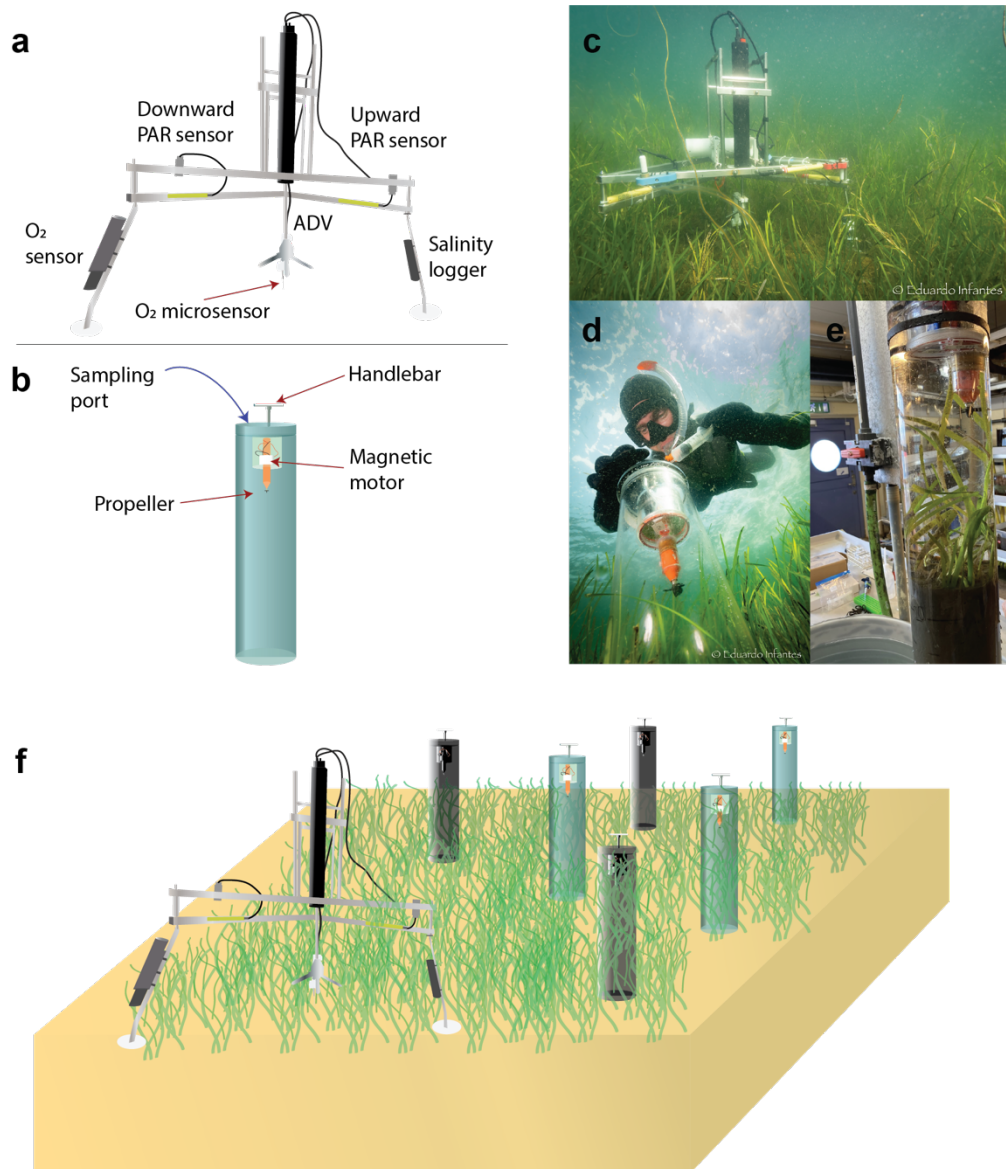 a
Downward
PAR sensor
Upward
PAR sensor
O₂
sensor
ADV
Salinity
logger
O₂ microsensor
b
Sampling
port
Handlebar
Magnetic
motor
Propeller
c
© Eduardo Infantes
d
© Eduardo Infantes
e
f